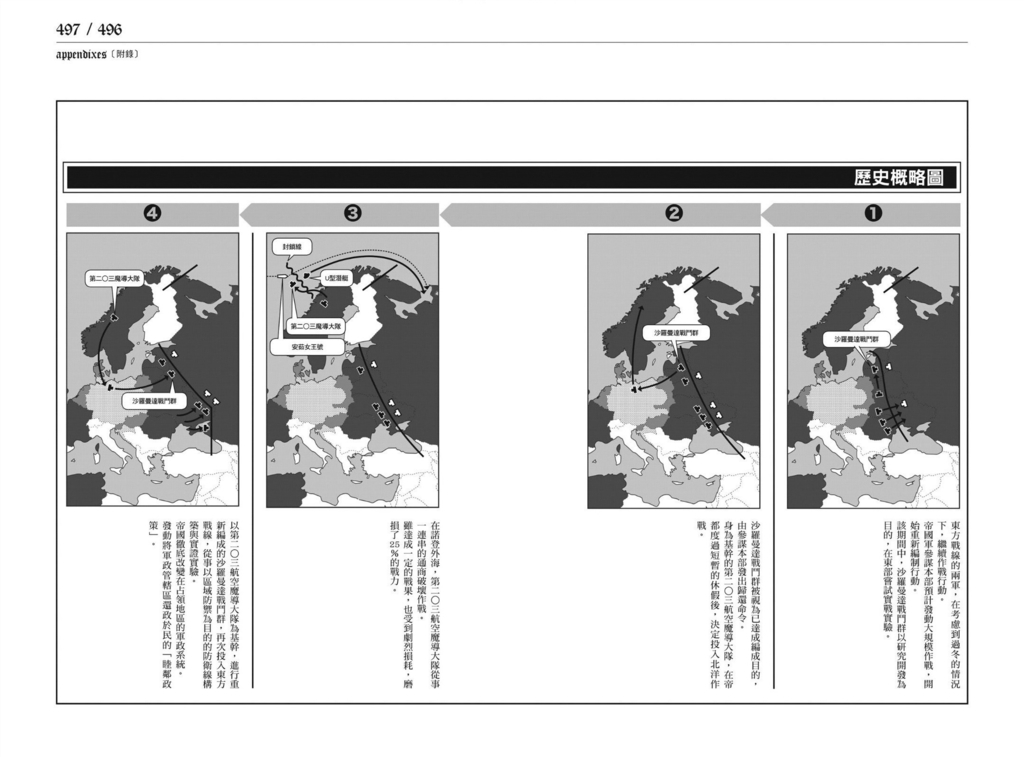 497 / 496
appendixes〔附錄〕
歷史概略圖
❶
沙羅曼達戰鬥群
東方戰線的兩軍，在考慮到過冬的情況
下，繼續作戰行動。
帝國軍參謀本部預計發動大規模作戰，開
始重新編制行動。
該期間中，沙羅曼達戰鬥群以研究開發為
目的，在東部嘗試實戰實驗。
❷
沙羅曼達戰鬥群
沙羅曼達戰鬥群被視為已達成編成目的，
由參謀本部發出歸還命令。
身為基幹的第二〇三航空魔導大隊，在帝
都度過短暫的休假後，決定投入北洋作
戰。
❸
封鎖線
U型潛艇
第二〇三魔導大隊
安茹女王號
在諾登外海，第二〇三航空魔導大隊從事
一連串的通商破壞作戰。
雖達成一定的戰果，也受到劇烈損耗，磨
損了25%的戰力。
❹
第二〇三魔導大隊
沙羅曼達戰鬥群
以第二〇三航空魔導大隊為基幹，進行重
新編成的沙羅曼達戰鬥群，再次投入東方
戰線，從事以區域防禦為目的的防衛線構
築與實證實驗。
帝國徹底改變在占領地區的軍政系統。
發動將軍政管轄區還政於民的「睦鄰政
策」。